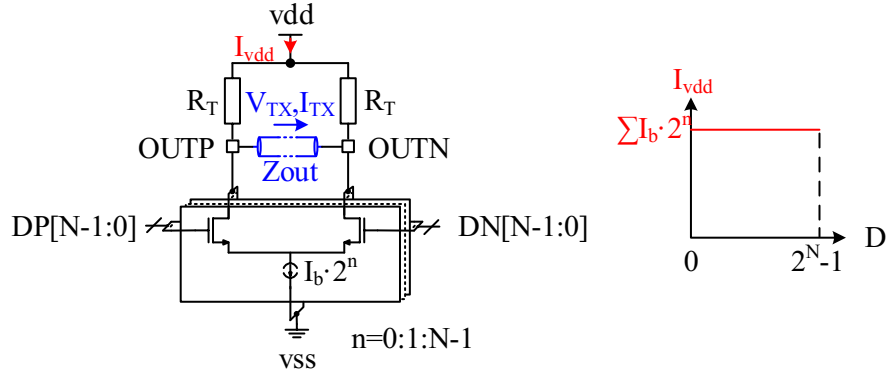 vdd
I_vdd
R_T
V_TX,I_TX
R_T
OUTP
OUTN
Zout
DP[N-1:0]
DN[N-1:0]
I_b·2^n
n=0:1:N-1
vss
I_vdd
∑I_b·2^n
D
0
2^N-1